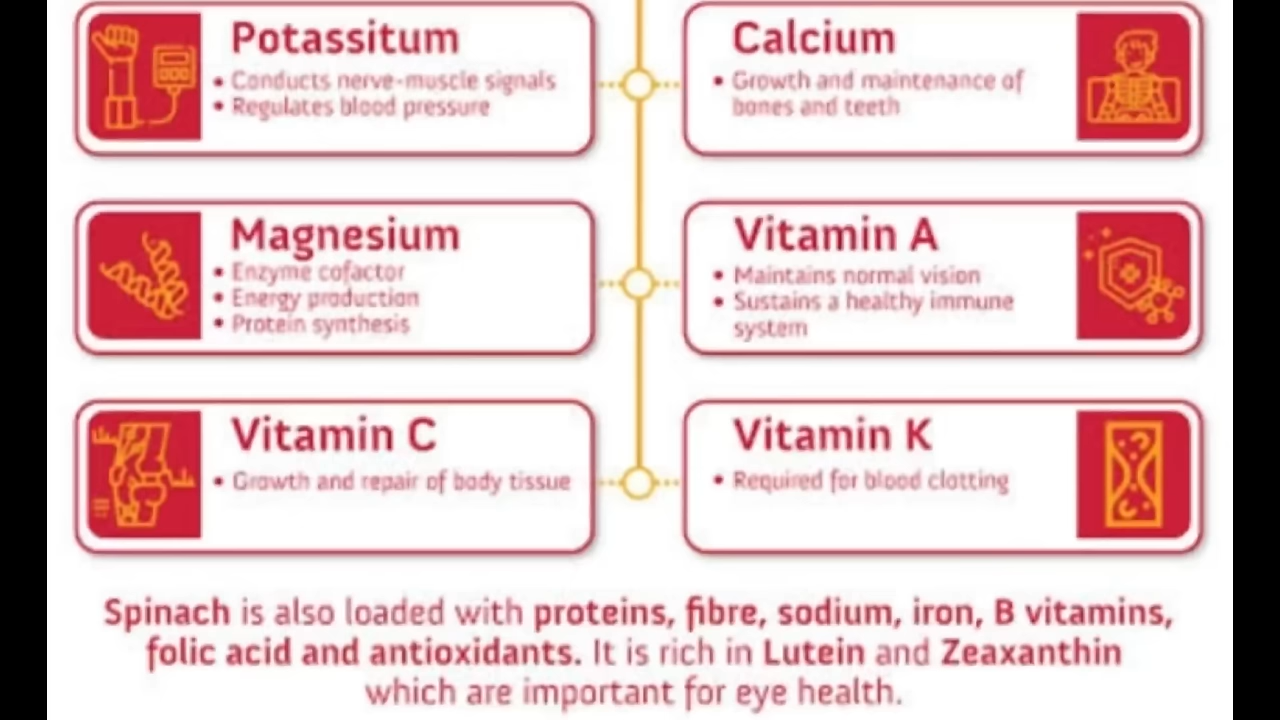 Potassitum
• Conducts nerve-muscle signals
• Regulates blood pressure
Calcium
• Growth and maintenance of
bones and teeth
Magnesium
• Enzyme cofactor
• Energy production
• Protein synthesis
Vitamin A
• Maintains normal vision
• Sustains a healthy immune
system
Vitamin C
• Growth and repair of body tissue
Vitamin K
• Required for blood clotting
Spinach is also loaded with proteins, fibre, sodium, iron, B vitamins,
folic acid and antioxidants. It is rich in Lutein and Zeaxanthin
which are important for eye health.